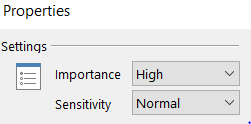 Properties
Settings
Importance High
Sensitivity Normal